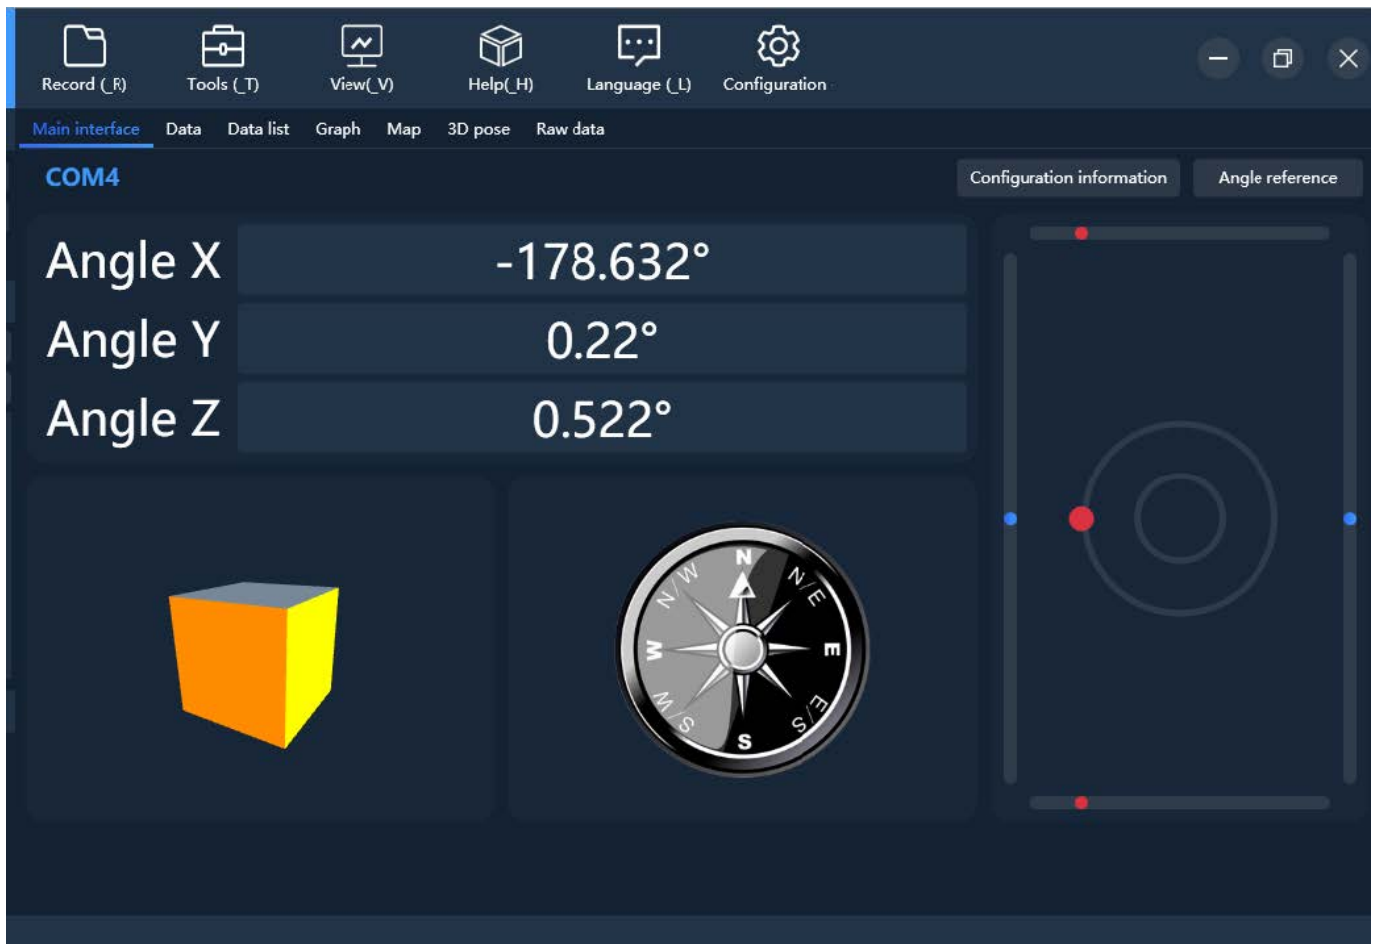 Record (_R) Tools (_T) View(_V) Help(_H) Language (_L) Configuration
Main interface Data Data list Graph Map 3D pose Raw data
COM4 Configuration information Angle reference
Angle X -178.632°
Angle Y 0.22°
Angle Z 0.522°
N
N/W N/E
W E
S/W E/S
S